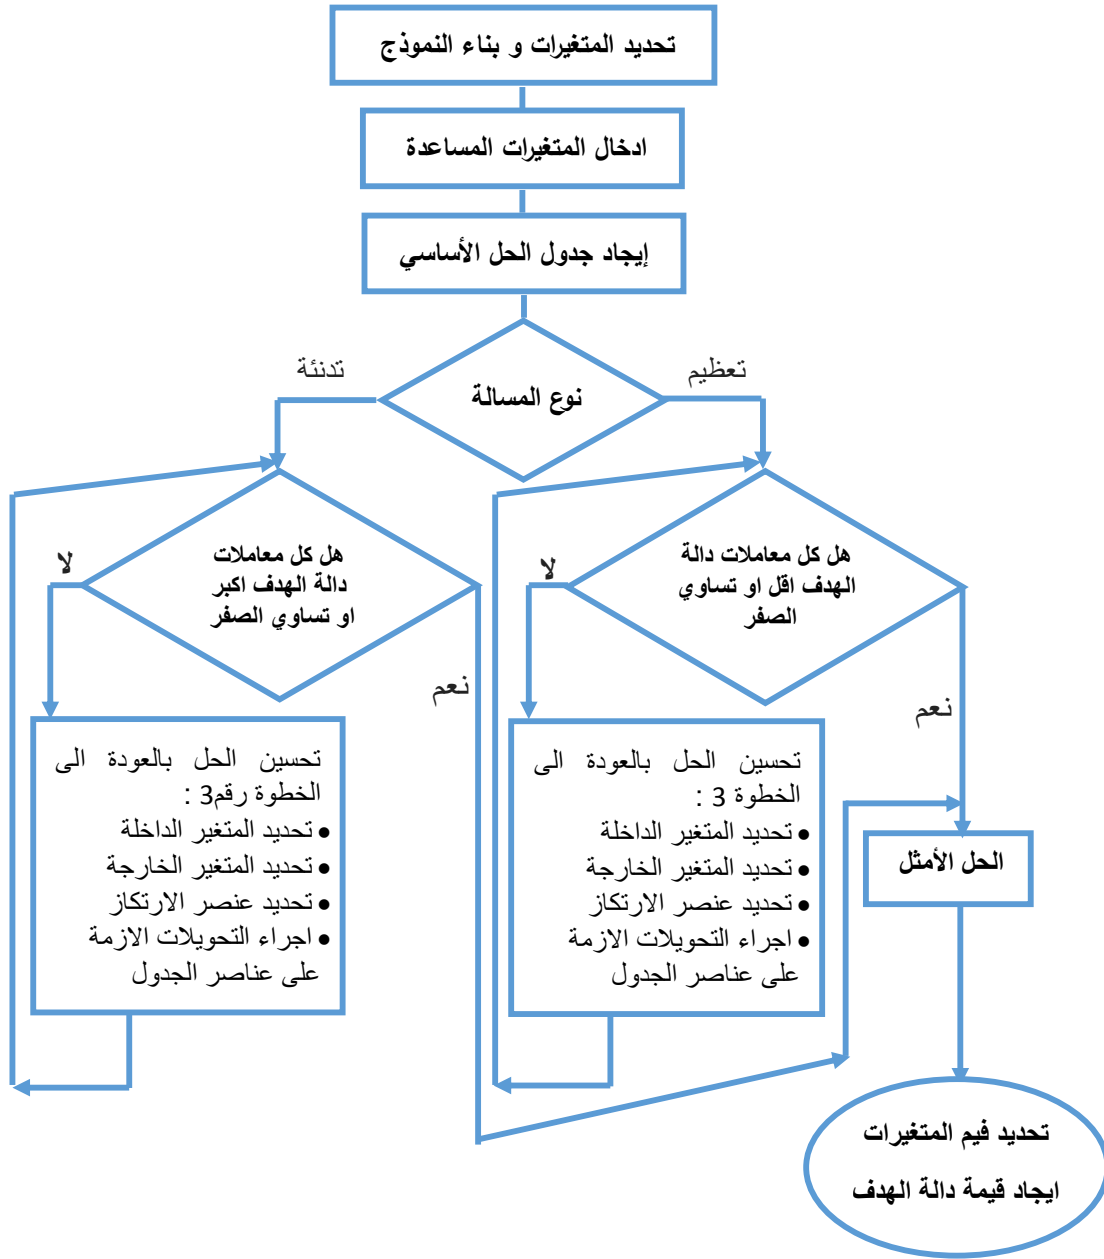 تحديد المتغيرات و بناء النموذج
ادخال المتغيرات المساعدة
إيجاد جدول الحل الأساسي
نوع المسالة
تعظيم
تدنئة
هل كل معاملات دالة
الهدف اقل او تساوي
الصفر
لا
نعم
هل كل معاملات
دالة الهدف اكبر
او تساوي الصفر
لا
نعم
تحسين الحل بالعودة الى
الخطوة 3 :
• تحديد المتغير الداخلة
• تحديد المتغير الخارجة
• تحديد عنصر الارتكاز
• اجراء التحويلات الازمة
على عناصر الجدول
تحسين الحل بالعودة الى
الخطوة رقم3 :
• تحديد المتغير الداخلة
• تحديد المتغير الخارجة
• تحديد عنصر الارتكاز
• اجراء التحويلات الازمة
على عناصر الجدول
الحل الأمثل
تحديد فيم المتغيرات
ايجاد قيمة دالة الهدف